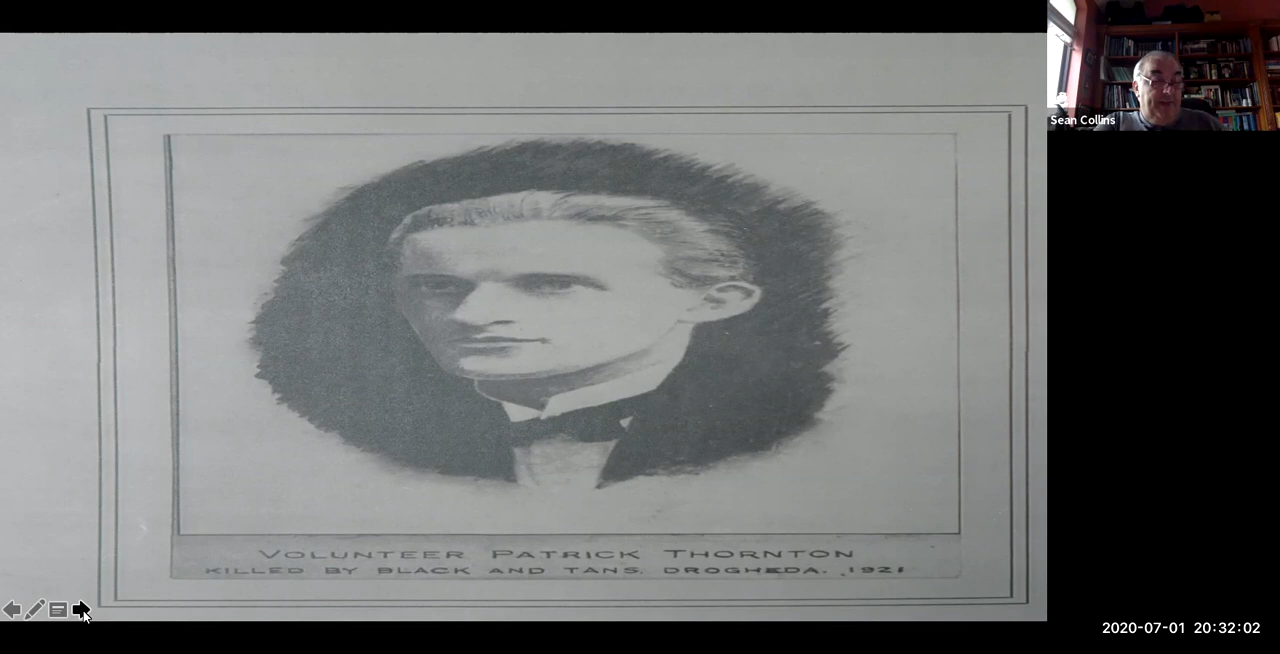 Sean Collins
VOLUNTEER PATRICK THORNTON
KILLED BY BLACK AND TANS, DROGHEDA. 1921
2020-07-01 20:32:02